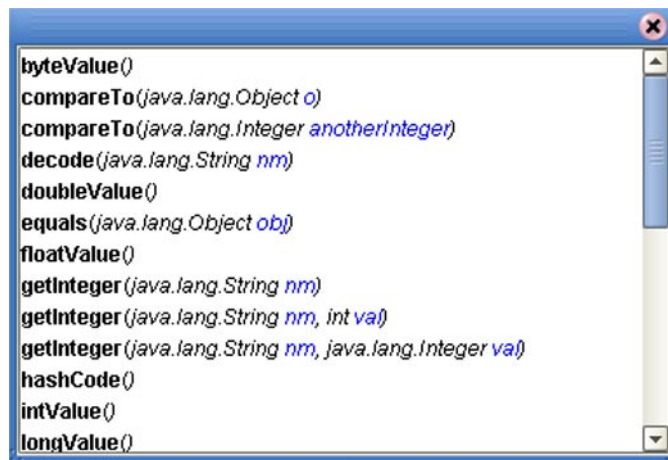 byteValue()
compareTo(java.lang.Object o)
compareTo(java.lang.Integer anotherInteger)
decode(java.lang.String nm)
doubleValue()
equals(java.lang.Object obj)
floatValue()
getInteger(java.lang.String nm)
getInteger(java.lang.String nm, int val)
getInteger(java.lang.String nm, java.lang.Integer val)
hashCode()
intValue()
longValue()